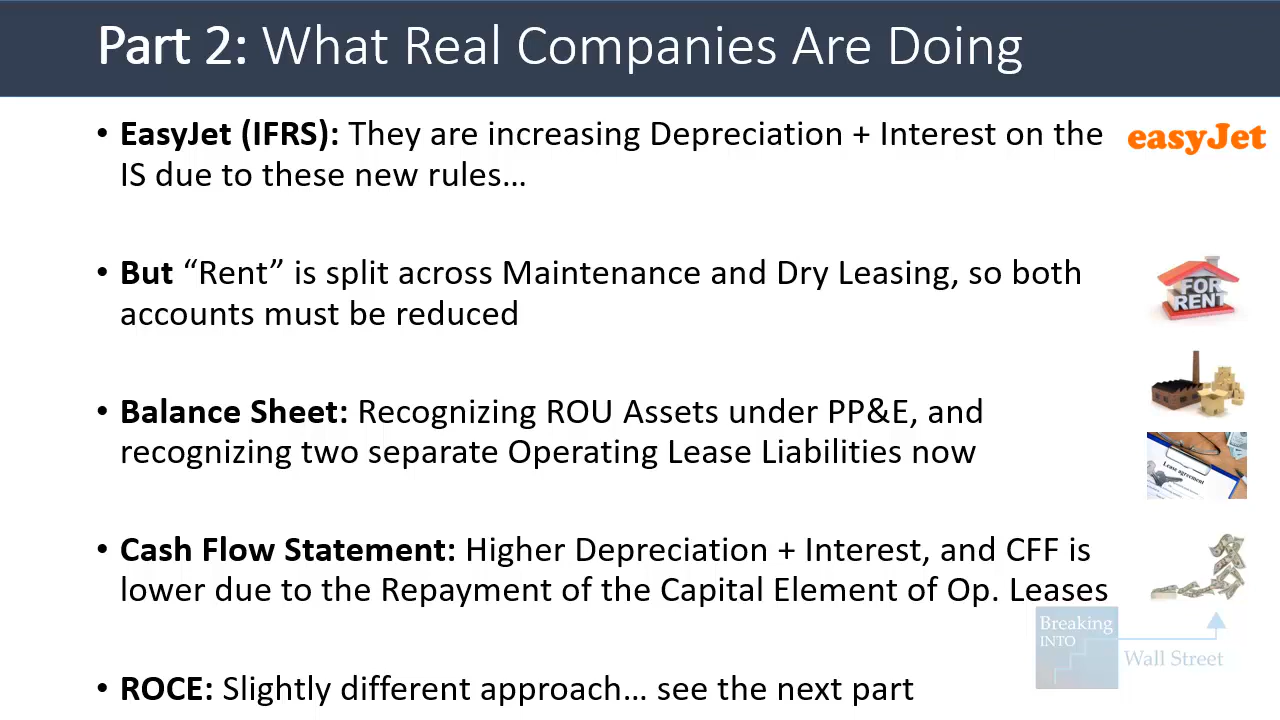 Part 2: What Real Companies Are Doing
• EasyJet (IFRS): They are increasing Depreciation + Interest on the
IS due to these new rules…
easyJet
• But “Rent” is split across Maintenance and Dry Leasing, so both
accounts must be reduced
FOR
RENT
• Balance Sheet: Recognizing ROU Assets under PP&E, and
recognizing two separate Operating Lease Liabilities now
Lease agreement
• Cash Flow Statement: Higher Depreciation + Interest, and CFF is
lower due to the Repayment of the Capital Element of Op. Leases
Breaking
INTO
Wall Street
• ROCE: Slightly different approach… see the next part